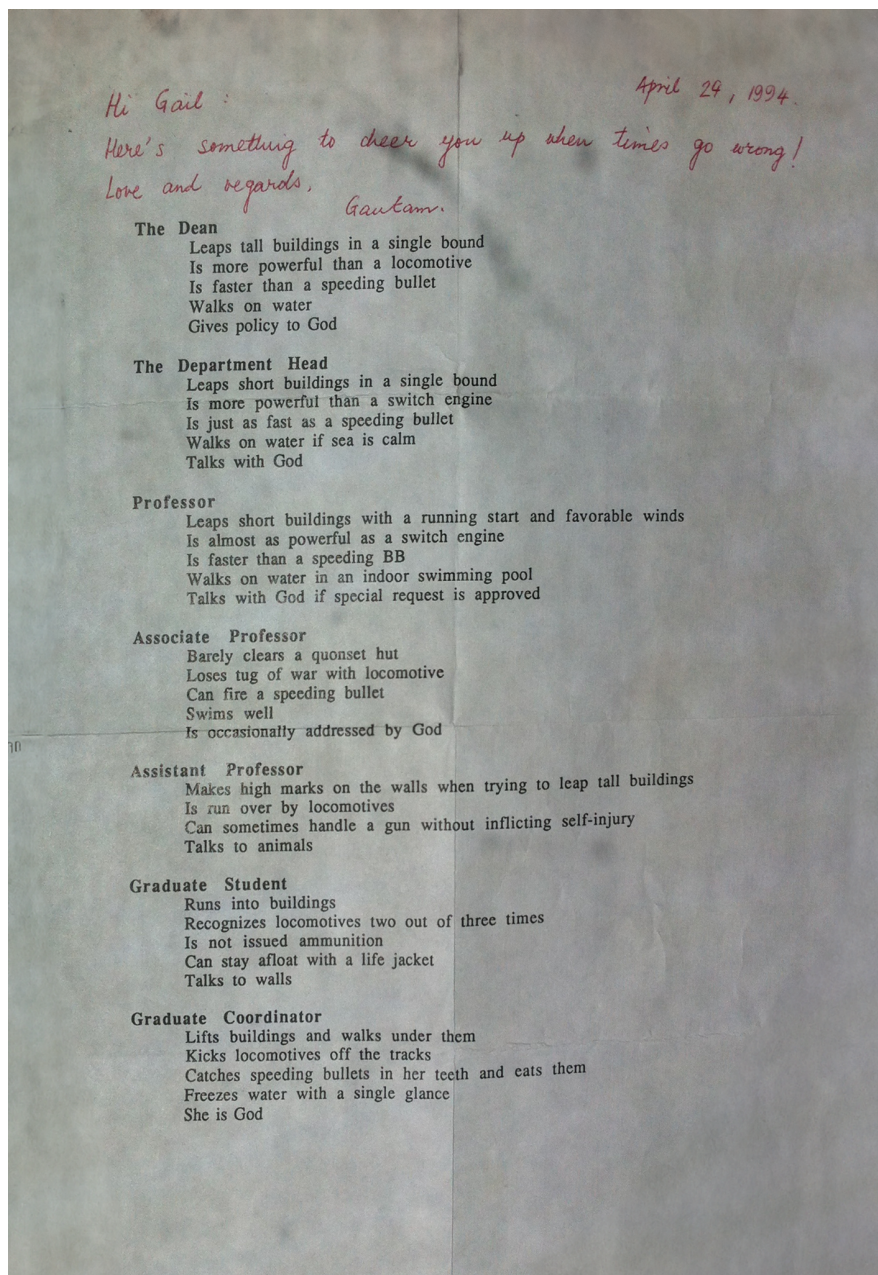 April 29, 1994.
Hi Gail :
Here's something to cheer you up when times go wrong!
Love and regards,
Gautam.
The Dean
Leaps tall buildings in a single bound
Is more powerful than a locomotive
Is faster than a speeding bullet
Walks on water
Gives policy to God
The Department Head
Leaps short buildings in a single bound
Is more powerful than a switch engine
Is just as fast as a speeding bullet
Walks on water if sea is calm
Talks with God
Professor
Leaps short buildings with a running start and favorable winds
Is almost as powerful as a switch engine
Is faster than a speeding BB
Walks on water in an indoor swimming pool
Talks with God if special request is approved
Associate Professor
Barely clears a quonset hut
Loses tug of war with locomotive
Can fire a speeding bullet
Swims well
Is occasionally addressed by God
Assistant Professor
Makes high marks on the walls when trying to leap tall buildings
Is run over by locomotives
Can sometimes handle a gun without inflicting self-injury
Talks to animals
Graduate Student
Runs into buildings
Recognizes locomotives two out of three times
Is not issued ammunition
Can stay afloat with a life jacket
Talks to walls
Graduate Coordinator
Lifts buildings and walks under them
Kicks locomotives off the tracks
Catches speeding bullets in her teeth and eats them
Freezes water with a single glance
She is God